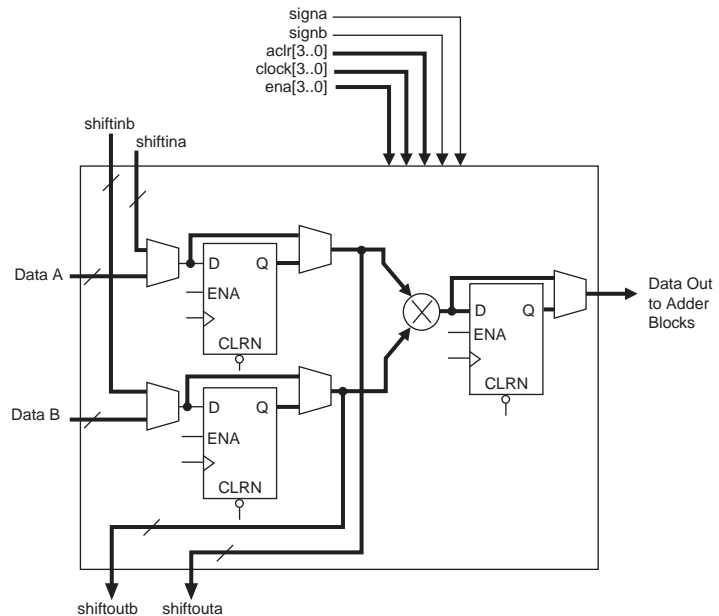 signa
signb
aclr[3..0]
clock[3..0]
ena[3..0]
shiftinb
shiftina
Data A
D Q
ENA
CLRN
Data Out
to Adder
Blocks
D Q
ENA
CLRN
Data B
D Q
ENA
CLRN
shiftoutb
shiftouta